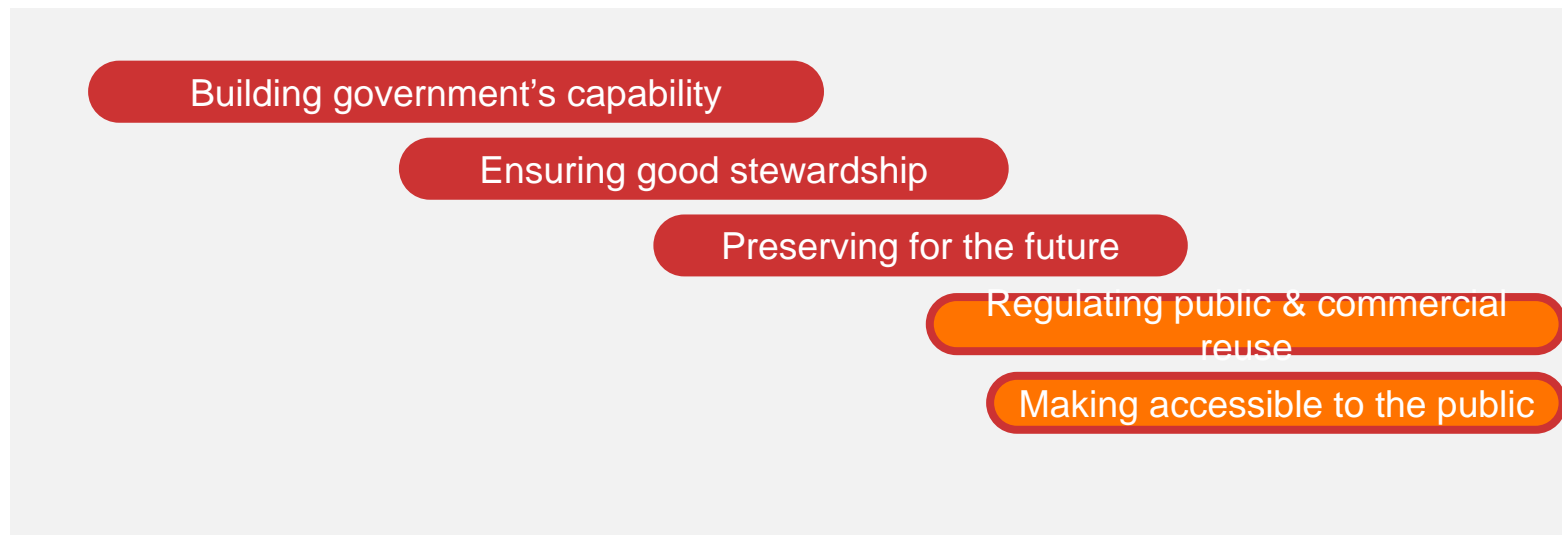 Building government’s capability
Ensuring good stewardship
Preserving for the future
Regulating public & commercial
reuse
Making accessible to the public